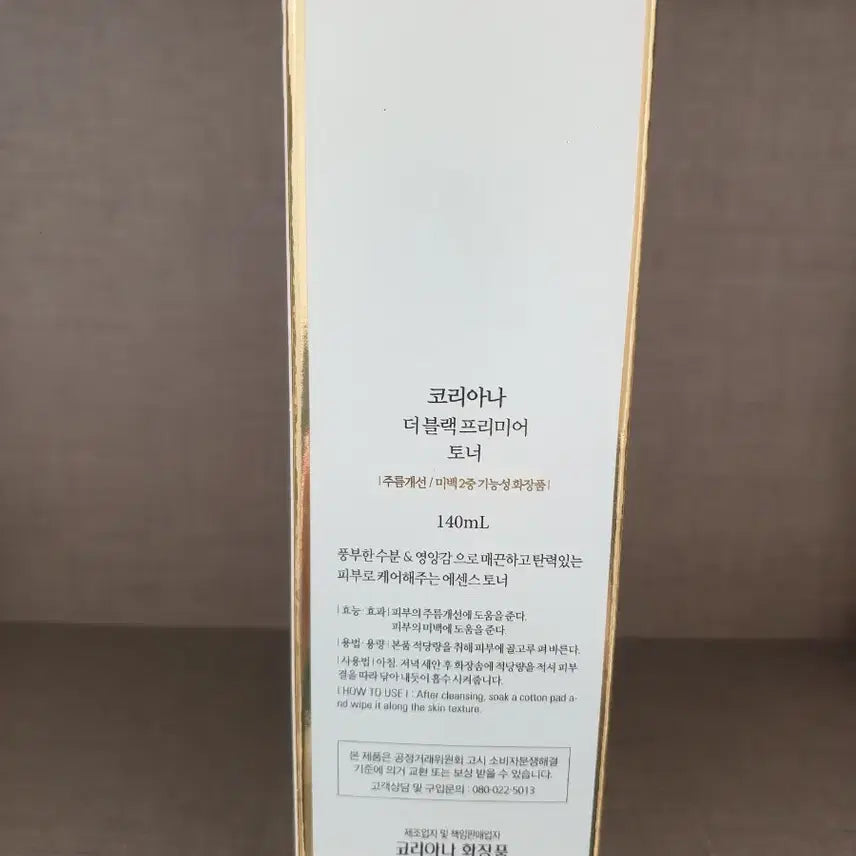 코리아나
더 블랙 프리미어
토너
|주름개선 / 미백 2중 기능성화장품|
140mL
풍부한 수분 & 영양감으로 매끈하고 탄력있는
피부로 케어해주는 에센스 토너
|효능·효과| 피부의 주름개선에 도움을 준다.
피부의 미백에 도움을 준다.
|용법·용량| 본품 적당량을 취해 피부에 골고루 펴 바른다.
|사용법| 아침, 저녁 세안 후 화장솜에 적당량을 적셔 피부
결을 따라 닦아 내듯이 흡수 시켜줍니다.
| HOW TO USE | : After cleansing, soak a cotton pad a-
nd wipe it along the skin texture.
본 제품은 공정거래위원회 고시 소비자분쟁해결
기준에 의거 교환 또는 보상 받을 수 있습니다.
고객상담 및 구입문의 : 080-022-5013
제조업자 및 책임판매업자
코리아나 화장품